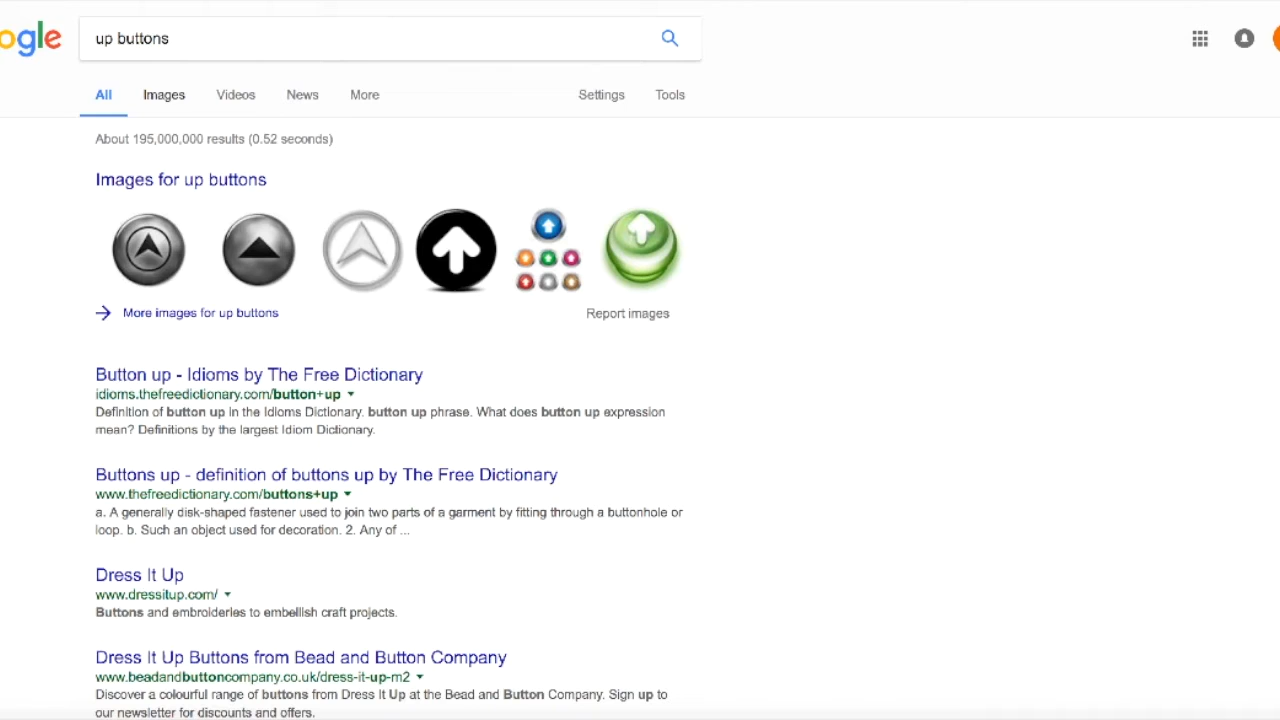 ogle
up buttons
All Images Videos News More Settings Tools
About 195,000,000 results (0.52 seconds)
Images for up buttons
More images for up buttons Report images
Button up - Idioms by The Free Dictionary
idioms.thefreedictionary.com/button+up
Definition of button up in the Idioms Dictionary. button up phrase. What does button up expression
mean? Definitions by the largest Idiom Dictionary.
Buttons up - definition of buttons up by The Free Dictionary
www.thefreedictionary.com/buttons+up
a. A generally disk-shaped fastener used to join two parts of a garment by fitting through a buttonhole or
loop. b. Such an object used for decoration. 2. Any of ...
Dress It Up
www.dressitup.com/
Buttons and embroideries to embellish craft projects.
Dress It Up Buttons from Bead and Button Company
www.beadandbuttoncompany.co.uk/dress-it-up-m2
Discover a colourful range of buttons from Dress It Up at the Bead and Button Company. Sign up to
our newsletter for discounts and offers.